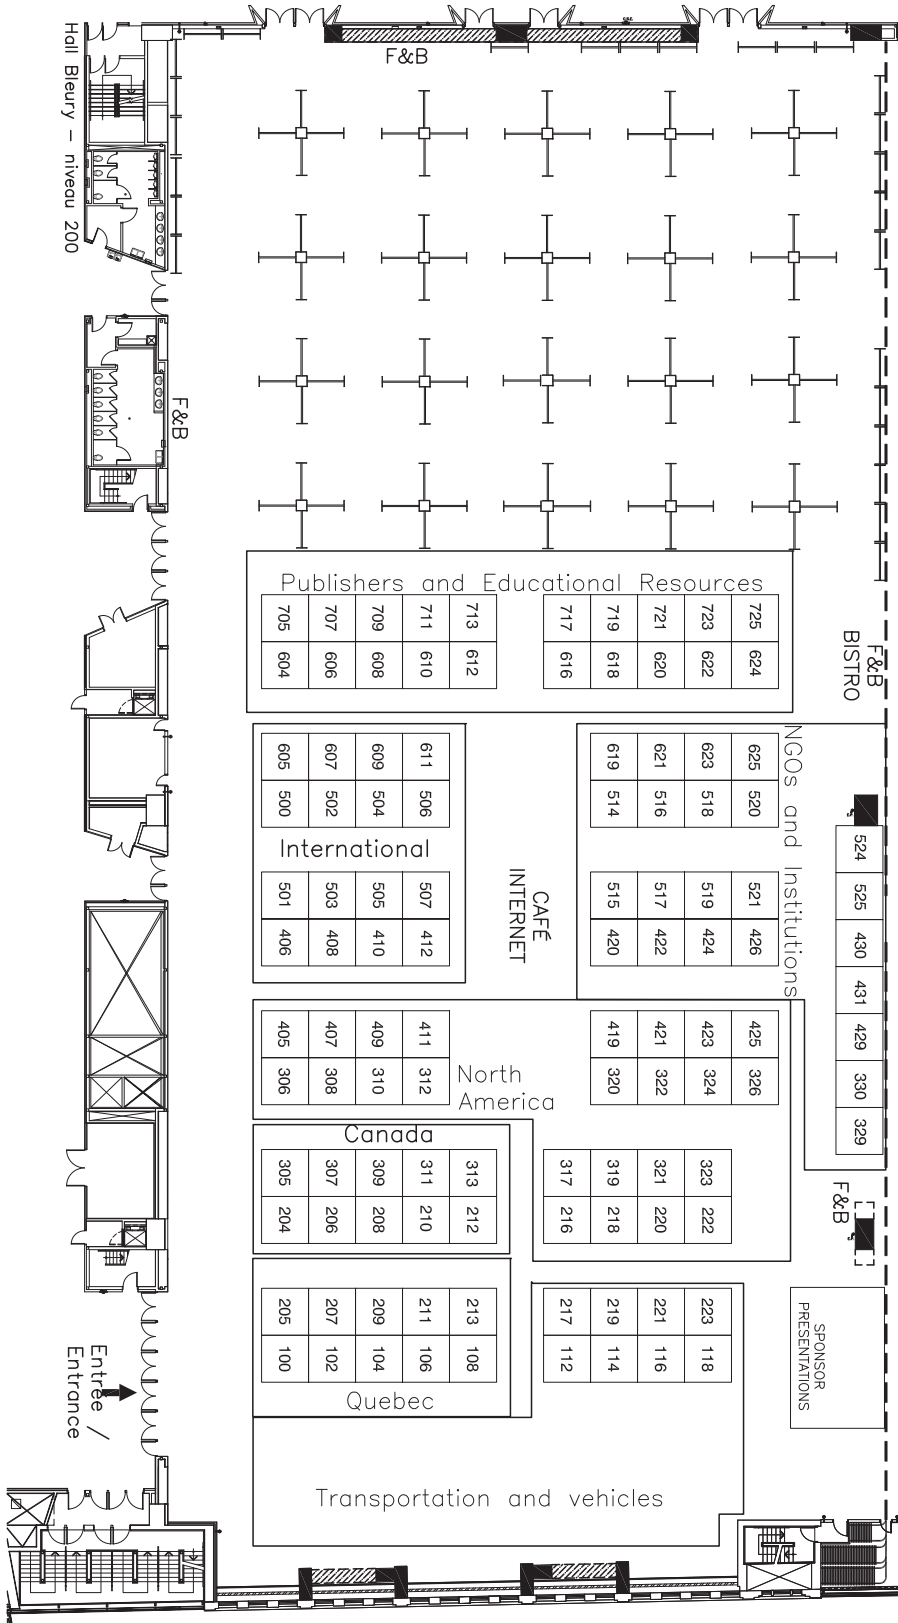 F&B
Hall Bleury – niveau 200
F&B
Publishers and Educational Resources
705 707 709 711 713 717 719 721 723 725
604 606 608 610 612 616 618 620 622 624
F&B
BISTRO
NGOs and Institutions
605 607 609 611 619 621 623 625
500 502 504 506 514 516 518 520
International
501 503 505 507 515 517 519 521
406 408 410 412 420 422 424 426
CAFÉ
INTERNET
524
525
430
431
429
330
329
405 407 409 411 419 421 423 425
306 308 310 312 320 322 324 326
North
America
Canada
305 307 309 311 313 317 319 321 323
204 206 208 210 212 216 218 220 222
F&B
205 207 209 211 213 217 219 221 223
100 102 104 106 108 112 114 116 118
Quebec
SPONSOR
PRESENTATIONS
Entrée /
Entrance
Transportation and vehicles